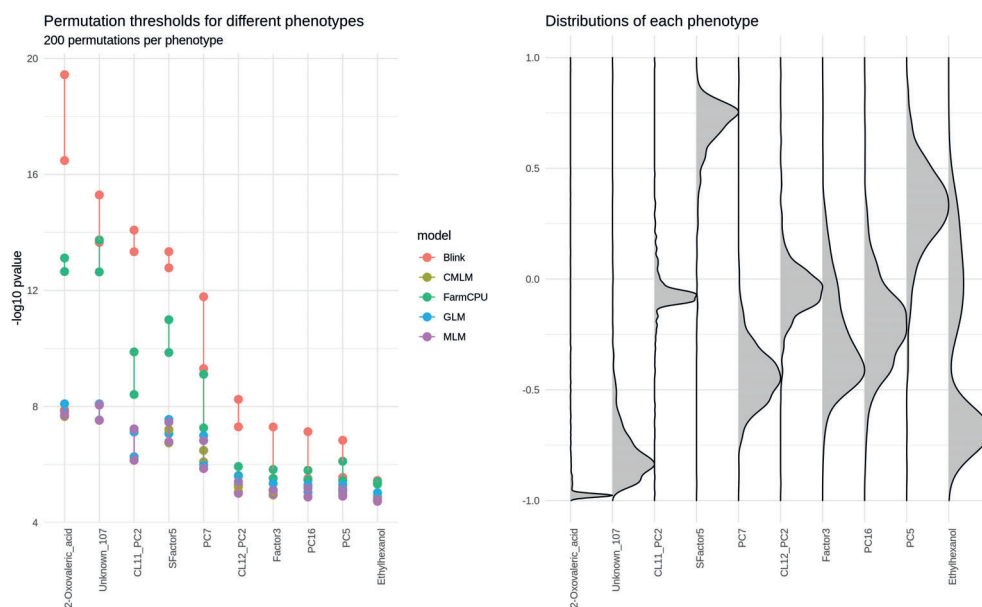 Permutation thresholds for different phenotypes
200 permutations per phenotype
20
16
12
8
4
-log10 pvalue
2-Oxovaleric_acid
Unknown_107
CL11_PC2
SFactor5
PC7
CL12_PC2
Factor3
PC16
PC5
Ethylhexanol
model
Blink
CMLM
FarmCPU
GLM
MLM
Distributions of each phenotype
1.0
0.5
0.0
-0.5
-1.0
2-Oxovaleric_acid
Unknown_107
CL11_PC2
SFactor5
PC7
CL12_PC2
Factor3
PC16
PC5
Ethylhexanol